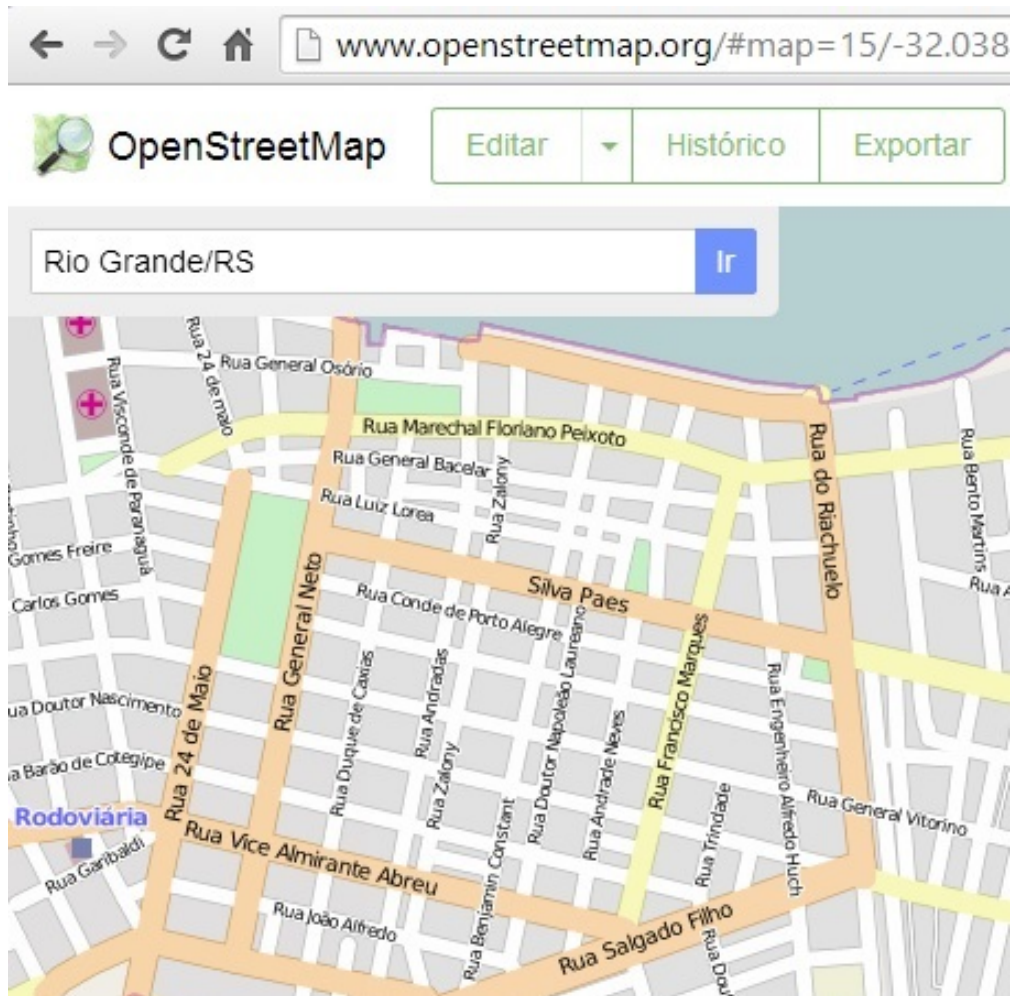 www.openstreetmap.org/#map=15/-32.038
OpenStreetMap
Editar
Histórico
Exportar
Rio Grande/RS
Ir
Rua 24 de maio
Rua General Osório
Rua Visconde de Paranaguá
Rua Marechal Floriano Peixoto
Rua General Bacelar
Rua Zalony
Rua Luiz Lorea
Rua do Riachuelo
Rua Bento Martins
Gomes Freire
Carlos Gomes
Rua General Neto
Silva Paes
Rua A
Rua Conde de Porto Alegre
Rua Francisco Marques
Rua Doutor Napoleão Laureano
Rua Engenheiro Alfredo Huch
Rua 24 de Maio
Rua Duque de Caxias
Rua Andradas
ua Doutor Nascimento
Rua Andrade Neves
a Barão de Cotegipe
Rua Zalony
Rua Trindade
Rua General Vitorino
Rodoviária
Rua Garibaldi
Rua Vice Almirante Abreu
Rua Benjamin Constant
Rua João Alfredo
Rua Salgado Filho
Rua Dou